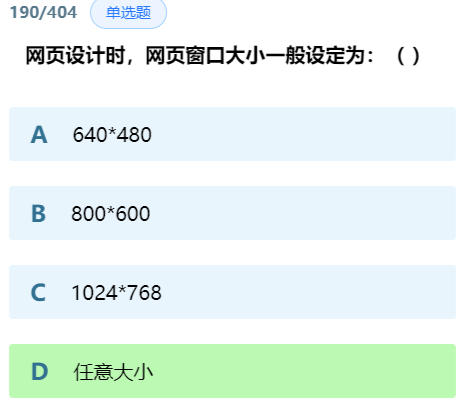 190/404 单选题
网页设计时，网页窗口大小一般设定为：（ ）
A 640*480
B 800*600
C 1024*768
D 任意大小